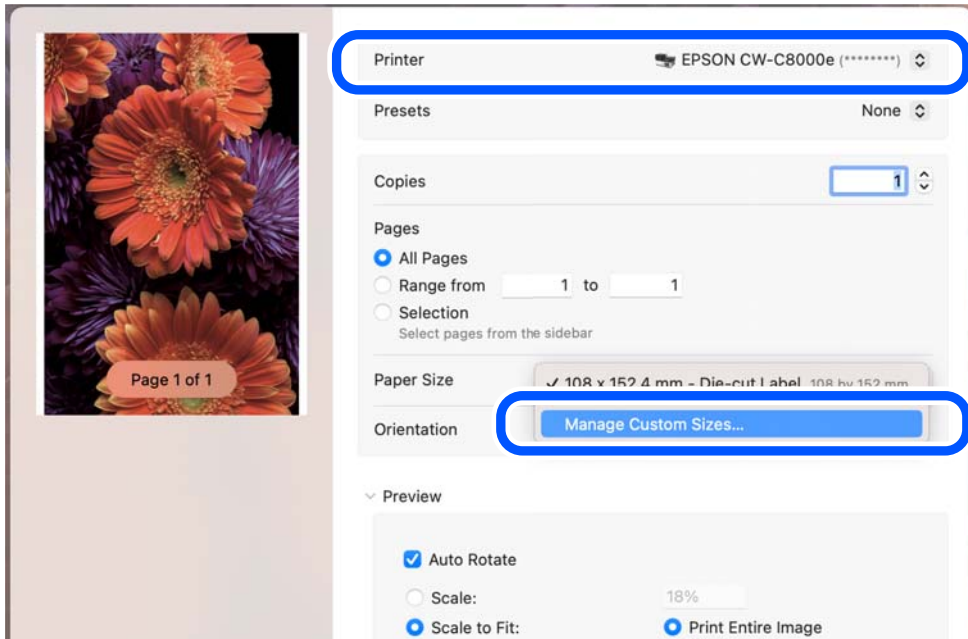 Printer EPSON CW-C8000e (********)
Presets None
Copies 1
Pages
All Pages
Range from 1 to 1
Selection
Select pages from the sidebar
Paper Size ✓ 108 x 152.4 mm - Die-cut Label 108 by 152 mm
Orientation Manage Custom Sizes...
Page 1 of 1
Preview
Auto Rotate
Scale: 18%
Scale to Fit: Print Entire Image